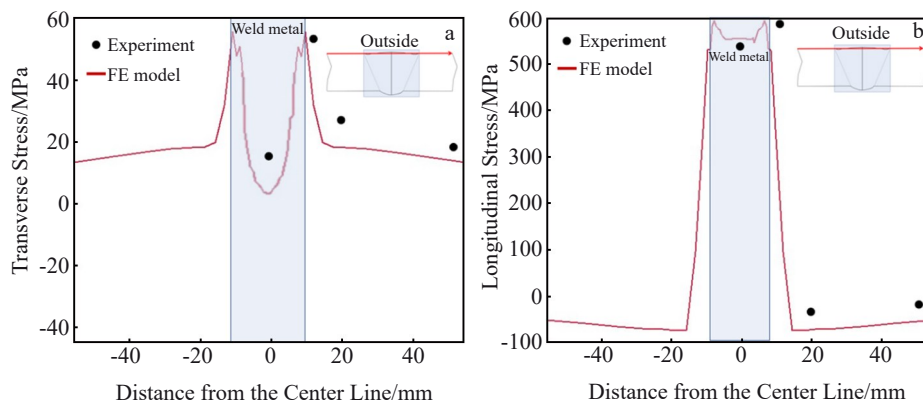 60
40
20
0
-20
-40
Transverse Stress/MPa
Weld metal
Experiment
FE model
Outside
a
-40
-20
0
20
40
Distance from the Center Line/mm
600
500
400
300
200
100
0
-100
Longitudinal Stress/MPa
Experiment
FE model
Weld metal
Outside
b
-40
-20
0
20
40
Distance from the Center Line/mm